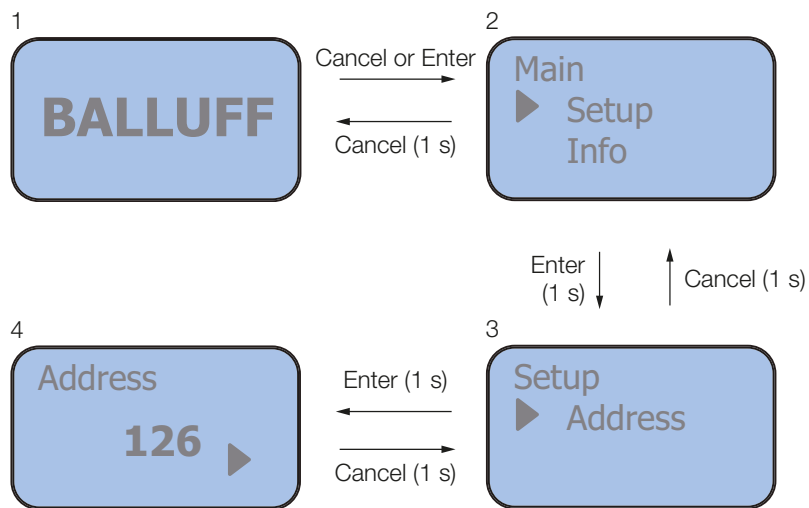 1
BALLUFF
Cancel or Enter
Cancel (1 s)
2
Main
Setup
Info
Enter
(1 s)
Cancel (1 s)
3
Setup
Address
Enter (1 s)
Cancel (1 s)
4
Address
126